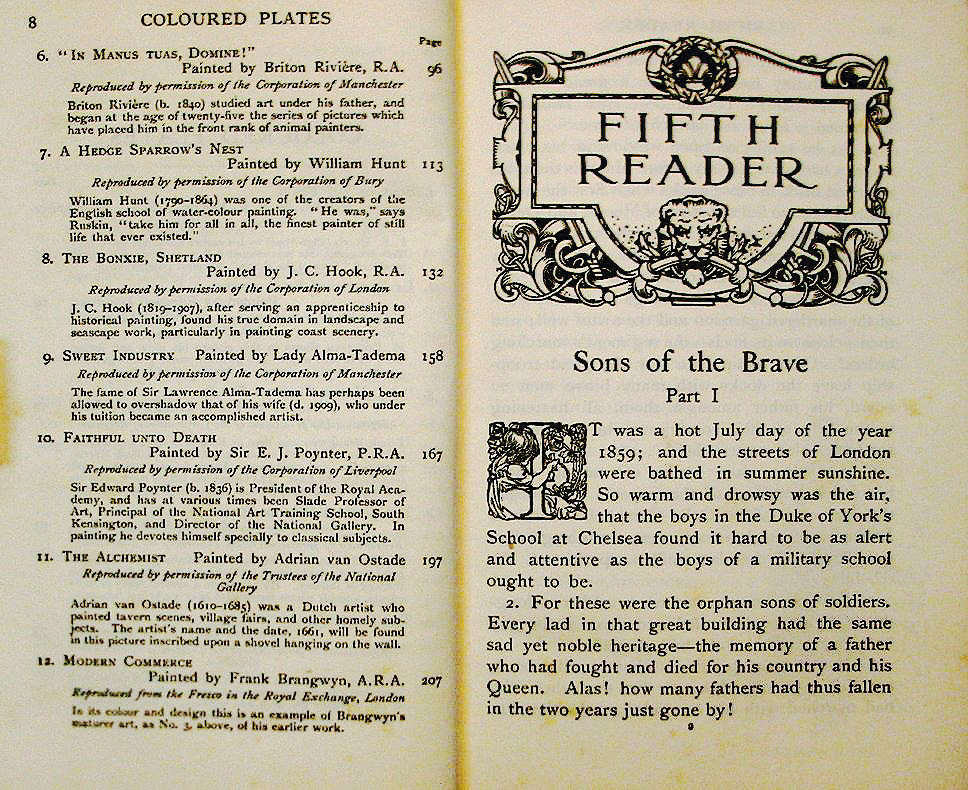 8 COLOURED PLATES
Page
6. "In Manus tuas, Domine!"
Painted by Briton Rivière, R.A. 96
Reproduced by permission of the Corporation of Manchester
Briton Rivière (b. 1840) studied art under his father, and
began at the age of twenty-five the series of pictures which
have placed him in the front rank of animal painters.
7. A Hedge Sparrow's Nest
Painted by William Hunt 113
Reproduced by permission of the Corporation of Bury
William Hunt (1790-1864) was one of the creators of the
English school of water-colour painting. "He was," says
Ruskin, "take him for all in all, the finest painter of still
life that ever existed."
8. The Bonxie, Shetland
Painted by J. C. Hook, R.A. 132
Reproduced by permission of the Corporation of London
J. C. Hook (1819-1907), after serving an apprenticeship to
historical painting, found his true domain in landscape and
seascape work, particularly in painting coast scenery.
9. Sweet Industry Painted by Lady Alma-Tadema 158
Reproduced by permission of the Corporation of Manchester
The fame of Sir Lawrence Alma-Tadema has perhaps been
allowed to overshadow that of his wife (d. 1909), who under
his tuition became an accomplished artist.
10. Faithful unto Death
Painted by Sir E. J. Poynter, P.R.A. 167
Reproduced by permission of the Corporation of Liverpool
Sir Edward Poynter (b. 1836) is President of the Royal Aca-
demy, and has at various times been Slade Professor of
Art, Principal of the National Art Training School, South
Kensington, and Director of the National Gallery. In
painting he devotes himself specially to classical subjects.
11. The Alchemist Painted by Adrian van Ostade 197
Reproduced by permission of the Trustees of the National
Gallery
Adrian van Ostade (1610-1685) was a Dutch artist who
painted tavern scenes, village fairs, and other homely sub-
jects. The artist's name and the date, 1661, will be found
in this picture inscribed upon a shovel hanging on the wall.
12. Modern Commerce
Painted by Frank Brangwyn, A.R.A. 207
Reproduced from the Fresco in the Royal Exchange, London
In its colour and design this is an example of Brangwyn's
maturer art, as No. 3, above, of his earlier work.
FIFTH
READER
Sons of the Brave
Part I
IT was a hot July day of the year
1859; and the streets of London
were bathed in summer sunshine.
So warm and drowsy was the air,
that the boys in the Duke of York's
School at Chelsea found it hard to be as alert
and attentive as the boys of a military school
ought to be.
2. For these were the orphan sons of soldiers.
Every lad in that great building had the same
sad yet noble heritage—the memory of a father
who had fought and died for his country and his
Queen. Alas! how many fathers had thus fallen
in the two years just gone by!
9